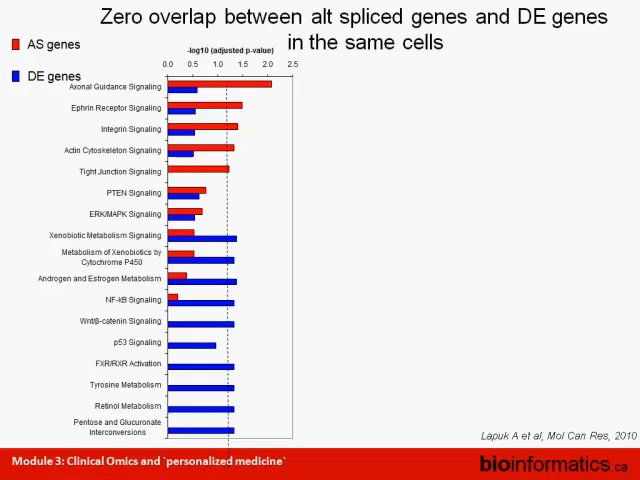 Zero overlap between alt spliced genes and DE genes
in the same cells
AS genes
DE genes
-log10 (adjusted p-value)
0.0 0.5 1.0 1.5 2.0 2.5
Axonal Guidance Signaling
Ephrin Receptor Signaling
Integrin Signaling
Actin Cytoskeleton Signaling
Tight Junction Signaling
PTEN Signaling
ERK/MAPK Signaling
Xenobiotic Metabolism Signaling
Metabolism of Xenobiotics by
Cytochrome P450
Androgen and Estrogen Metabolism
NF-kB Signaling
Wnt/β-catenin Signaling
p53 Signaling
FXR/RXR Activation
Tyrosine Metabolism
Retinol Metabolism
Pentose and Glucuronate
Interconversions
Lapuk A et al, Mol Can Res, 2010
Module 3: Clinical Omics and `personalized medicine`
bioinformatics.ca